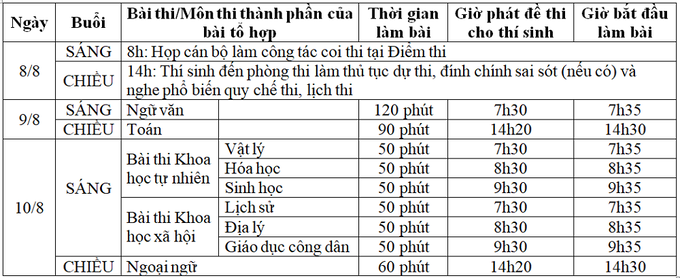 Ngày Buổi Bài thi/Môn thi thành phần của bài tổ hợp Thời gian làm bài Giờ phát đề thi cho thí sinh Giờ bắt đầu làm bài
8/8 SÁNG 8h: Họp cán bộ làm công tác coi thi tại Điểm thi
CHIỀU 14h: Thí sinh đến phòng thi làm thủ tục dự thi, đính chính sai sót (nếu có) và
nghe phổ biến quy chế thi, lịch thi
9/8 SÁNG Ngữ văn 120 phút 7h30 7h35
CHIỀU Toán 90 phút 14h20 14h30
10/8 SÁNG Bài thi Khoa học tự nhiên Vật lý 50 phút 7h30 7h35
Hóa học 50 phút 8h30 8h35
Sinh học 50 phút 9h30 9h35
Bài thi Khoa học xã hội Lịch sử 50 phút 7h30 7h35
Địa lý 50 phút 8h30 8h35
Giáo dục công dân 50 phút 9h30 9h35
CHIỀU Ngoại ngữ 60 phút 14h20 14h30